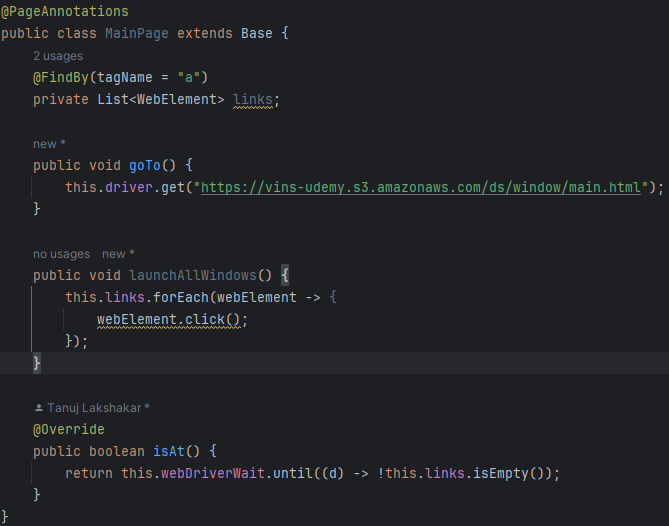 @PageAnnotations
public class MainPage extends Base {
2 usages
@FindBy(tagName = "a")
private List<WebElement> links;
new *
public void goTo() {
this.driver.get("https://vins-udemy.s3.amazonaws.com/ds/window/main.html");
}
no usages new *
public void launchAllWindows() {
this.links.forEach(webElement -> {
webElement.click();
});
}
Tanuj Lakshakar *
@Override
public boolean isAt() {
return this.webDriverWait.until((d) -> !this.links.isEmpty());
}
}